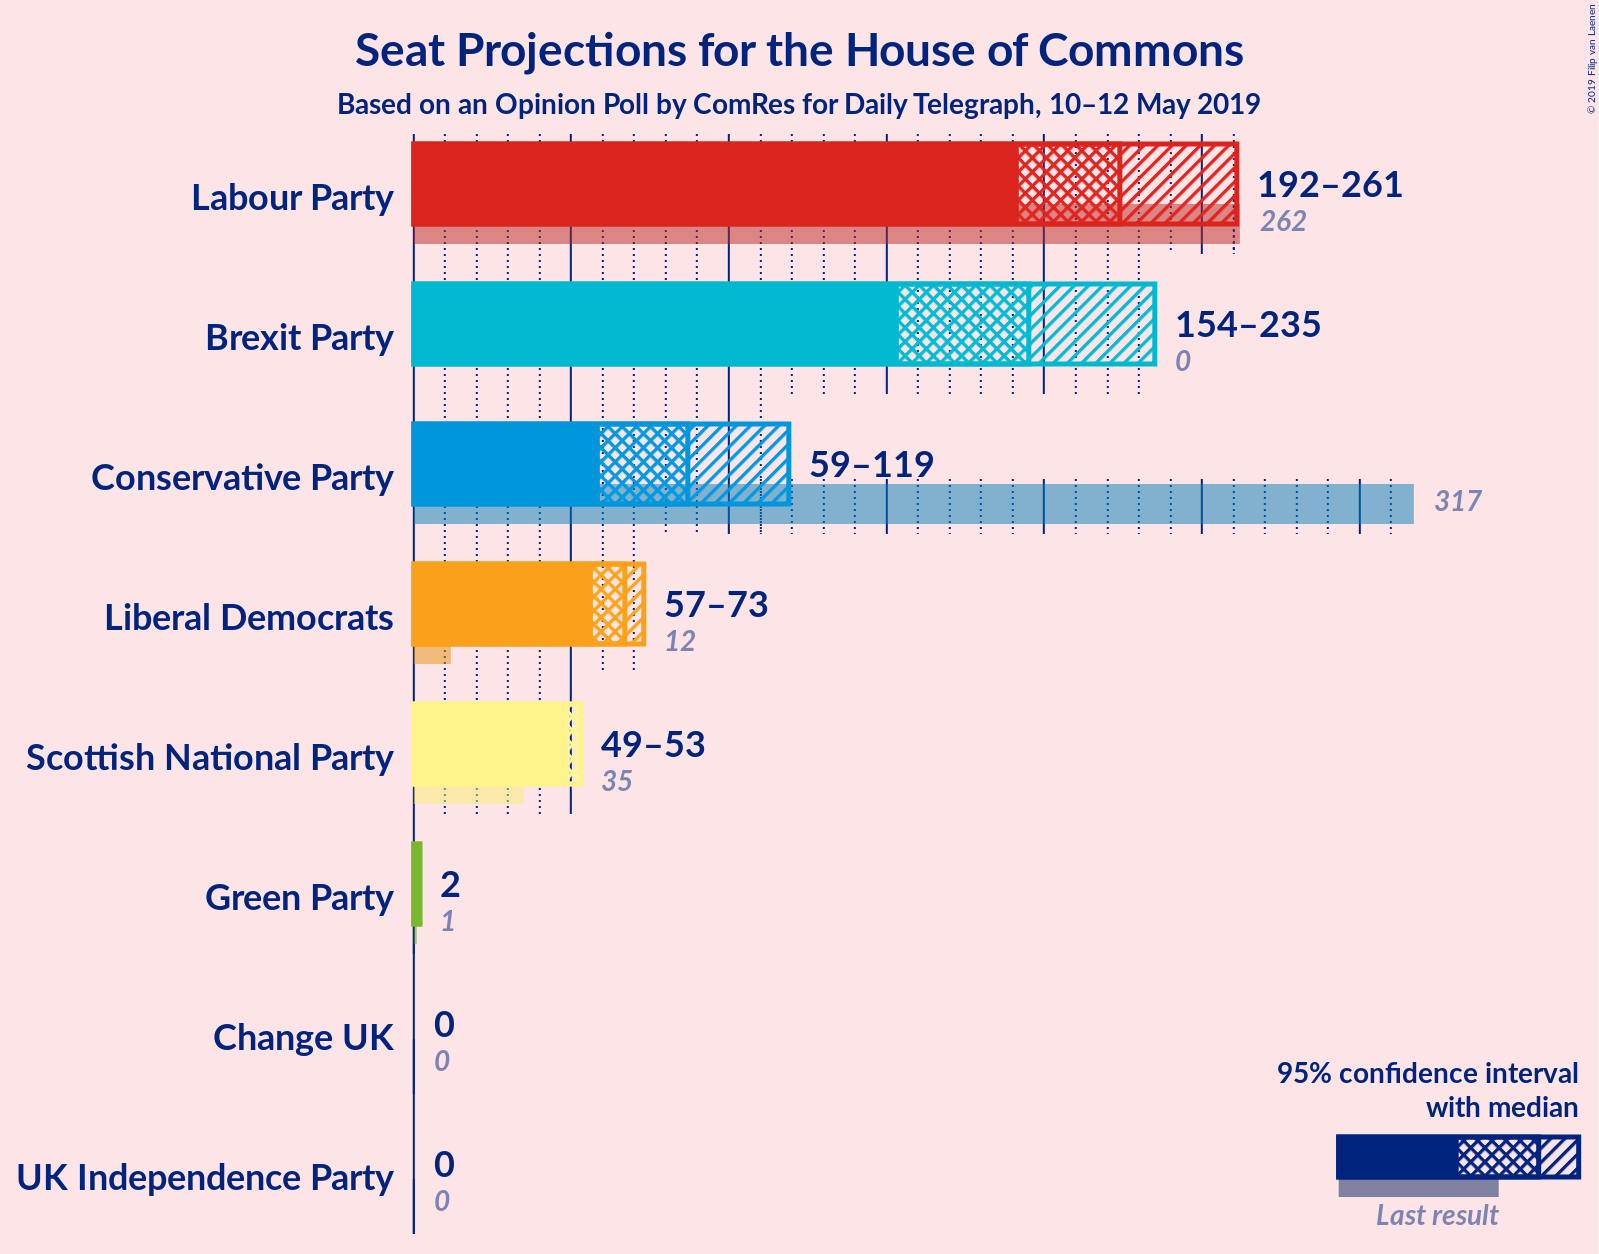 Seat Projections for the House of Commons
Based on an Opinion Poll by ComRes for Daily Telegraph, 10–12 May 2019
© 2019 Filip van Laenen
Labour Party
192–261
262
Brexit Party
154–235
0
Conservative Party
59–119
317
Liberal Democrats
57–73
12
Scottish National Party
49–53
35
Green Party
2
1
Change UK
0
0
UK Independence Party
0
0
95% confidence interval
with median
Last result